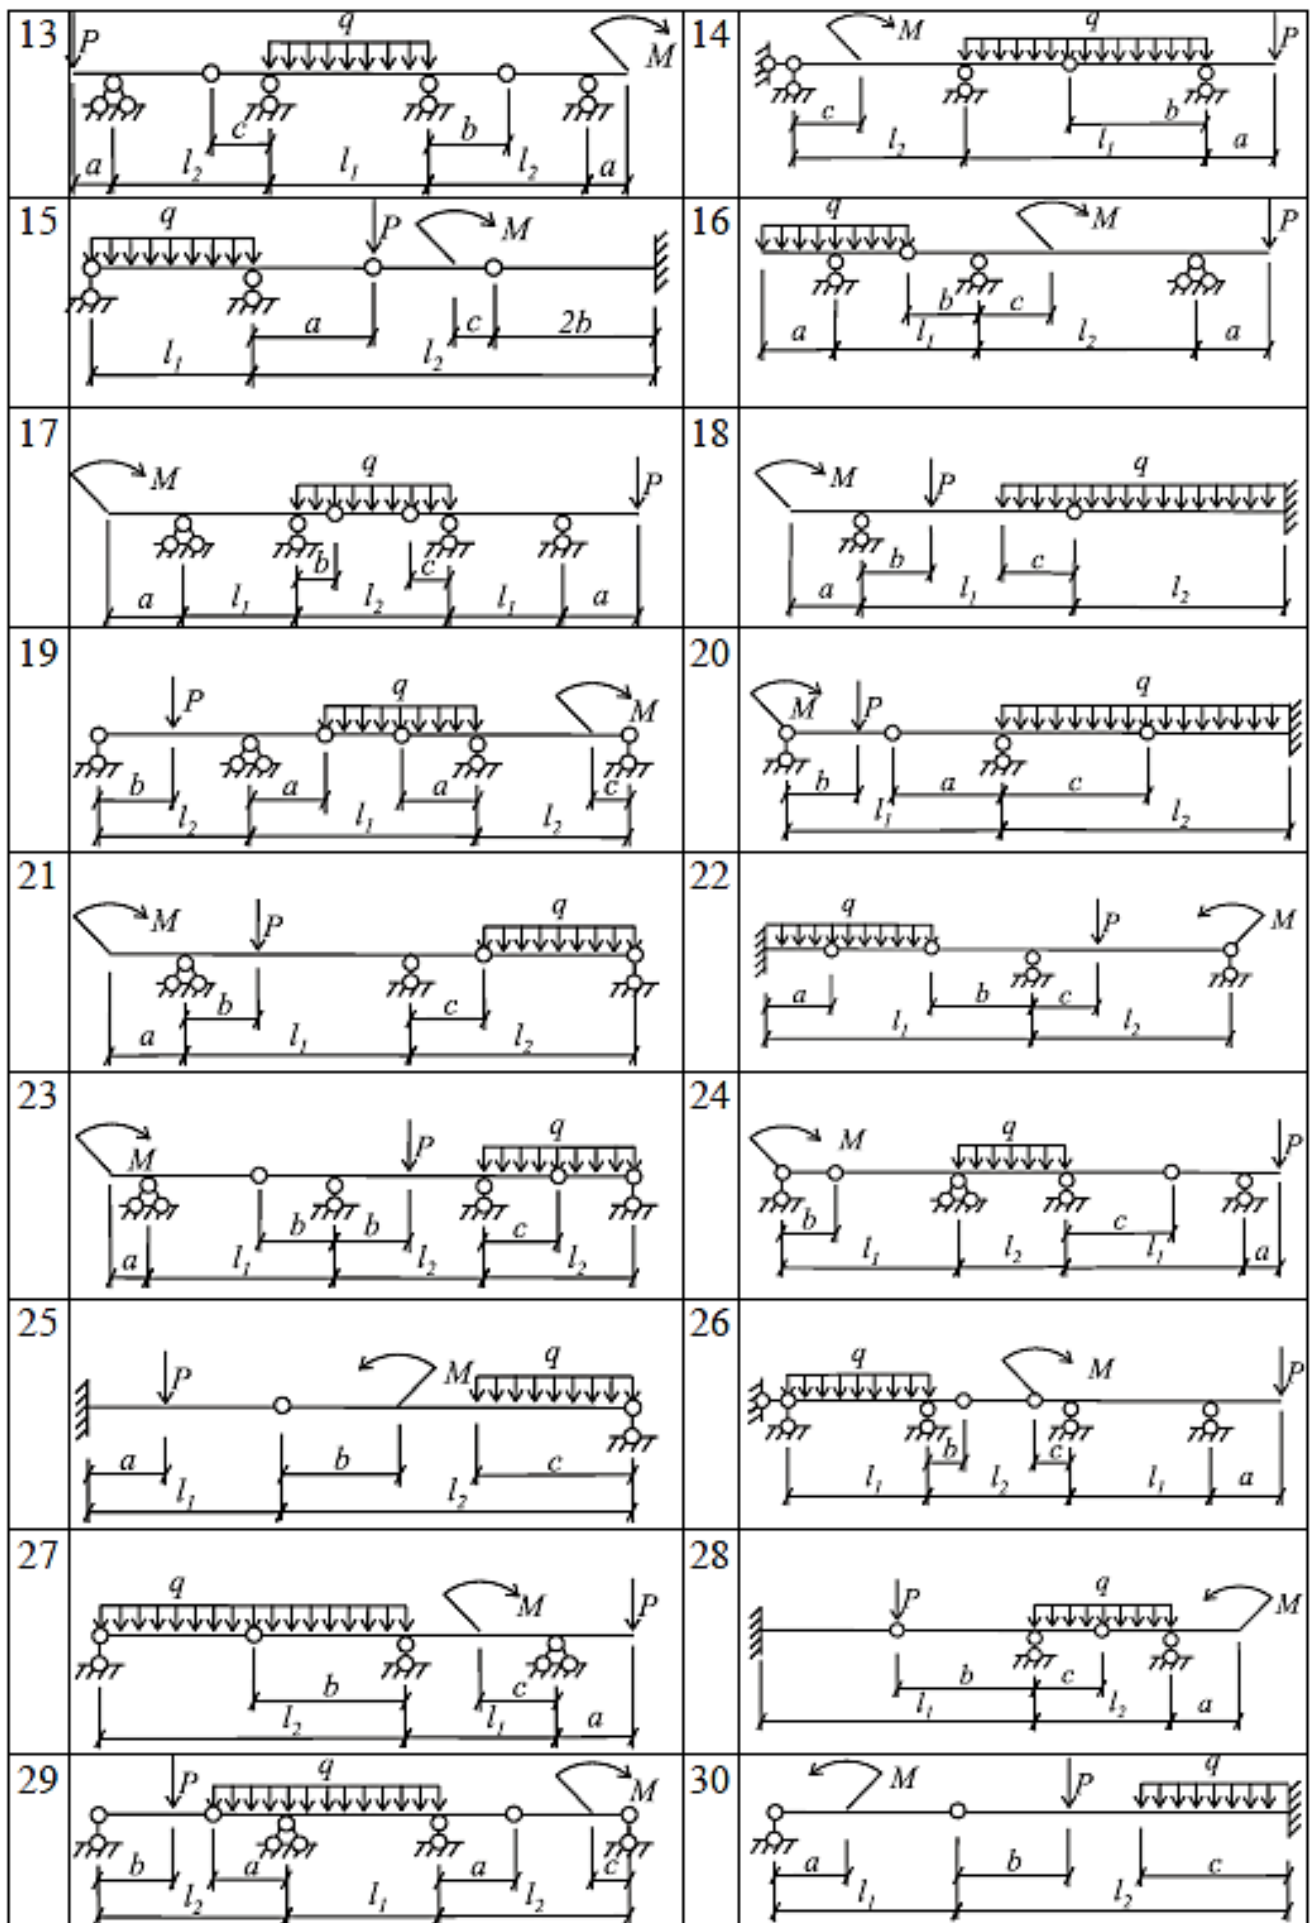 13 P q M
c b
a l₂ l₁ l₂ a
14 M q P
c b
l₂ l₁ a
15 q P M
a c 2b
l₁ l₂
16 q M P
b c
a l₁ l₂ a
17 M q P
b c
a l₁ l₂ l₁ a
18 M P q
b c
a l₁ l₂
19 P q M
b a a c
l₂ l₁ l₂
20 M P q
b a c
l₁ l₂
21 M P q
b c
a l₁ l₂
22 q P M
a b c
l₁ l₂
23 M P q
b b c
a l₁ l₂ l₂
24 M q P
b c
l₁ l₂ l₁ a
25 P M q
a b c
l₁ l₂
26 q M P
b c
l₁ l₂ l₁ a
27 q M P
b c
l₂ l₁ a
28 P q M
b c
l₁ l₂ a
29 P q M
b a a c
l₂ l₁ l₂
30 M P q
a b c
l₁ l₂